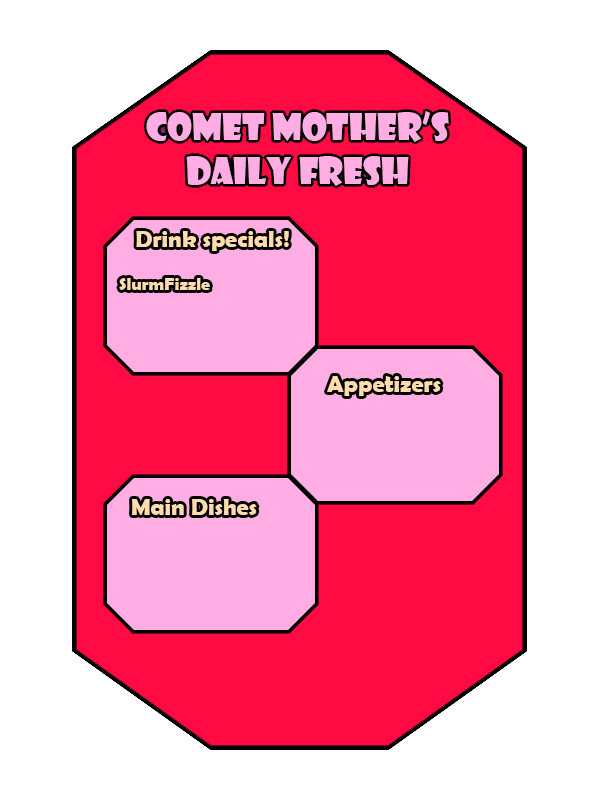 COMET MOTHER'S
DAILY FRESH
Drink specials!
SlurmFizzle
Appetizers
Main Dishes